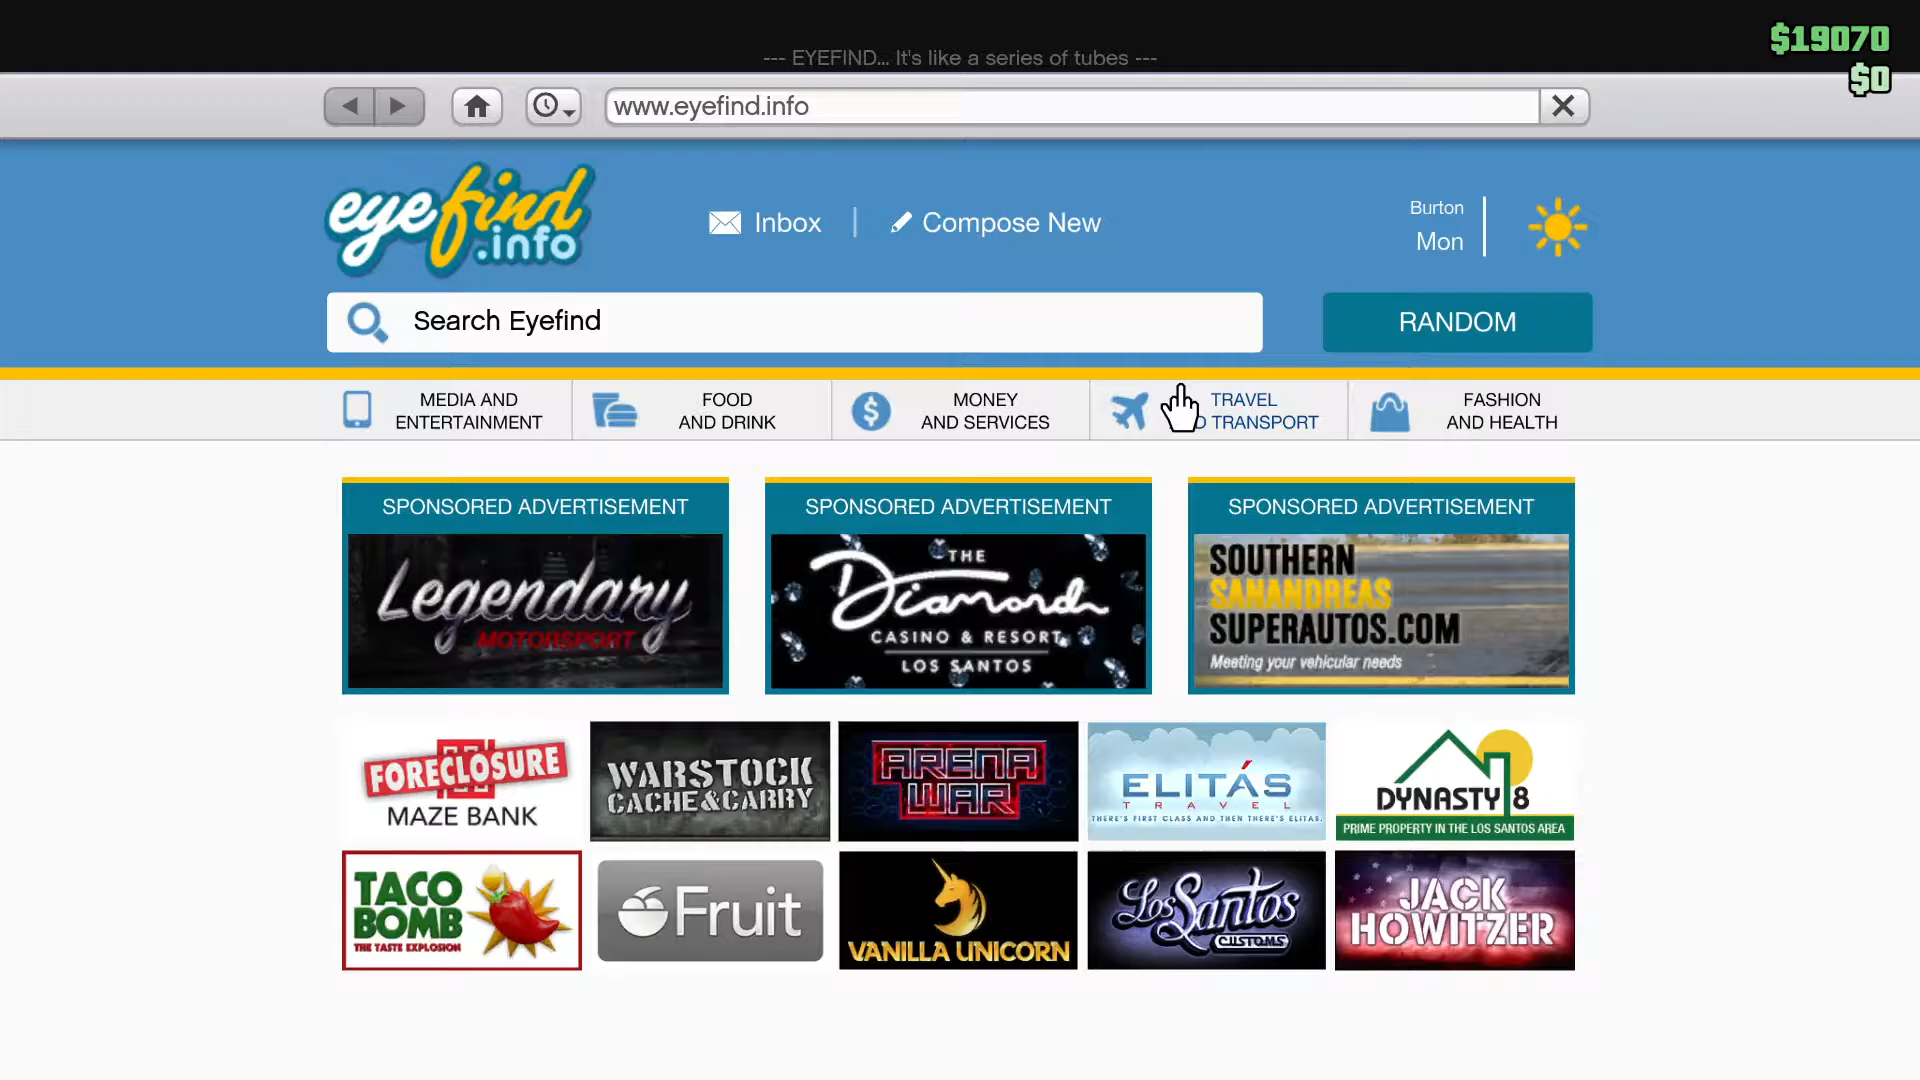 $19070
$0
--- EYEFIND... It's like a series of tubes ---
www.eyefind.info
eyefind
.info
Inbox
Compose New
Burton
Mon
Search Eyefind
RANDOM
MEDIA AND
ENTERTAINMENT
FOOD
AND DRINK
MONEY
AND SERVICES
TRAVEL
D TRANSPORT
FASHION
AND HEALTH
SPONSORED ADVERTISEMENT
Legendary
MOTORSPORT
SPONSORED ADVERTISEMENT
THE
Diamond
CASINO & RESORT
LOS SANTOS
SPONSORED ADVERTISEMENT
SOUTHERN
SANANDREAS
SUPERAUTOS.COM
Meeting your vehicular needs
FORECLOSURE
MAZE BANK
WARSTOCK
CACHE&CARRY
ARENA
WAR
ELITÁS
TRAVEL
THERE'S FIRST CLASS AND THEN THERE'S ELITAS.
DYNASTY 8
PRIME PROPERTY IN THE LOS SANTOS AREA
TACO
BOMB
THE TASTE EXPLOSION
Fruit
VANILLA UNICORN
Los Santos
CUSTOMS
JACK
HOWITZER